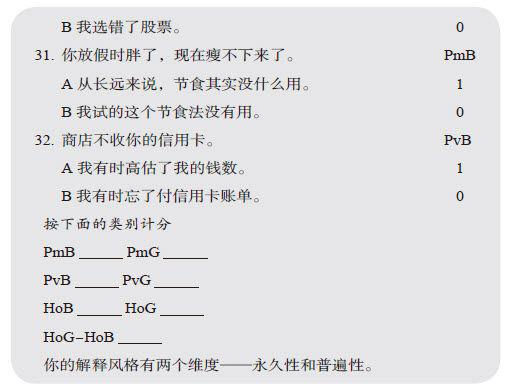 B 我选错了股票。 0
31. 你放假时胖了，现在瘦不下来了。 PmB
A 从长远来说，节食其实没什么用。 1
B 我试的这个节食法没有用。 0
32. 商店不收你的信用卡。 PvB
A 我有时高估了我的钱数。 1
B 我有时忘了付信用卡账单。 0
按下面的类别计分
PmB ______ PmG ______
PvB ______ PvG ______
HoB ______ HoG ______
HoG–HoB ______
你的解释风格有两个维度——永久性和普遍性。